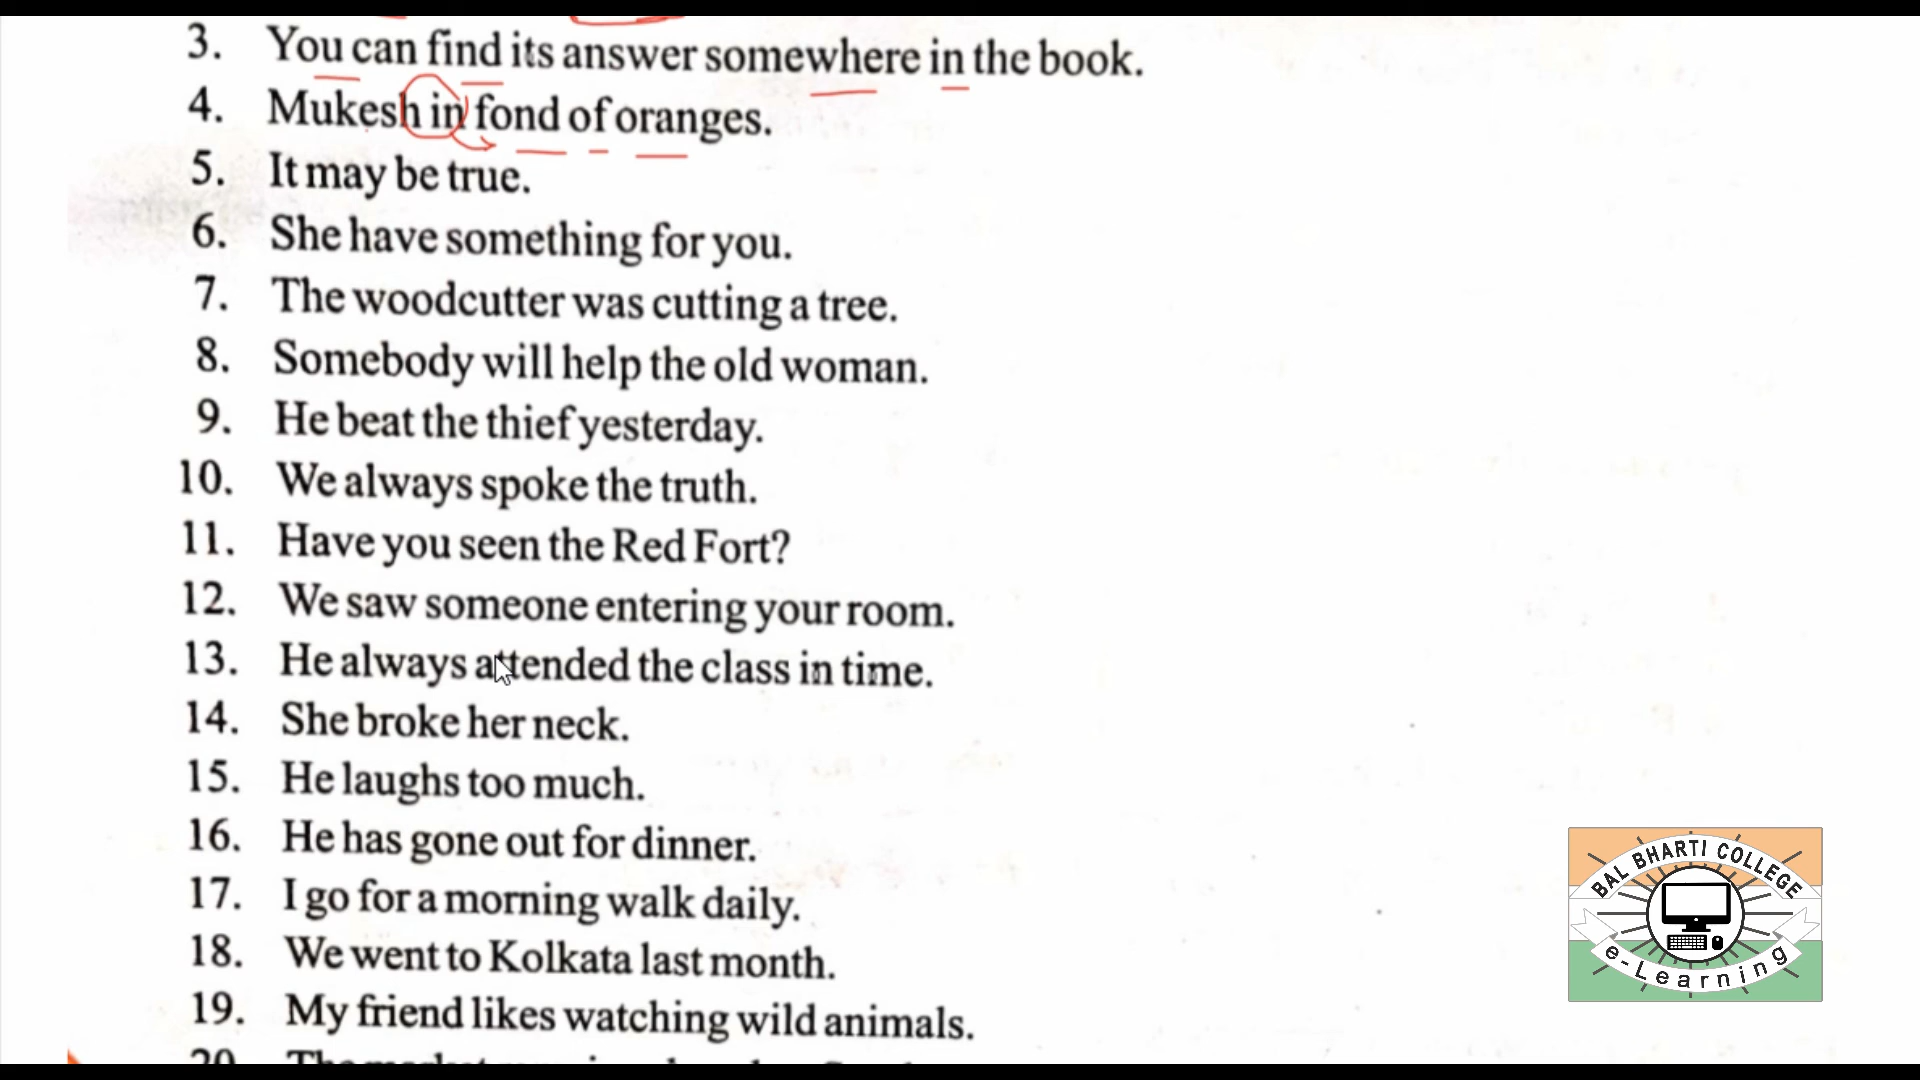 3. You can find its answer somewhere in the book.
4. Mukesh in fond of oranges.
5. It may be true.
6. She have something for you.
7. The woodcutter was cutting a tree.
8. Somebody will help the old woman.
9. He beat the thief yesterday.
10. We always spoke the truth.
11. Have you seen the Red Fort?
12. We saw someone entering your room.
13. He always attended the class in time.
14. She broke her neck.
15. He laughs too much.
16. He has gone out for dinner.
17. I go for a morning walk daily.
18. We went to Kolkata last month.
19. My friend likes watching wild animals.
20. The market
BAL BHARTI COLLEGE
e-Learning